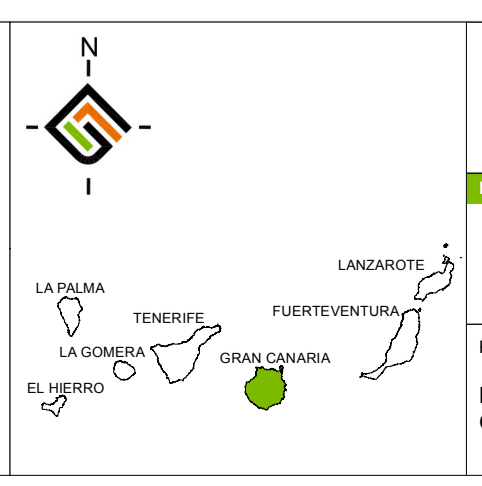 N
LANZAROTE
LA PALMA
FUERTEVENTURA
TENERIFE
LA GOMERA
GRAN CANARIA
EL HIERRO